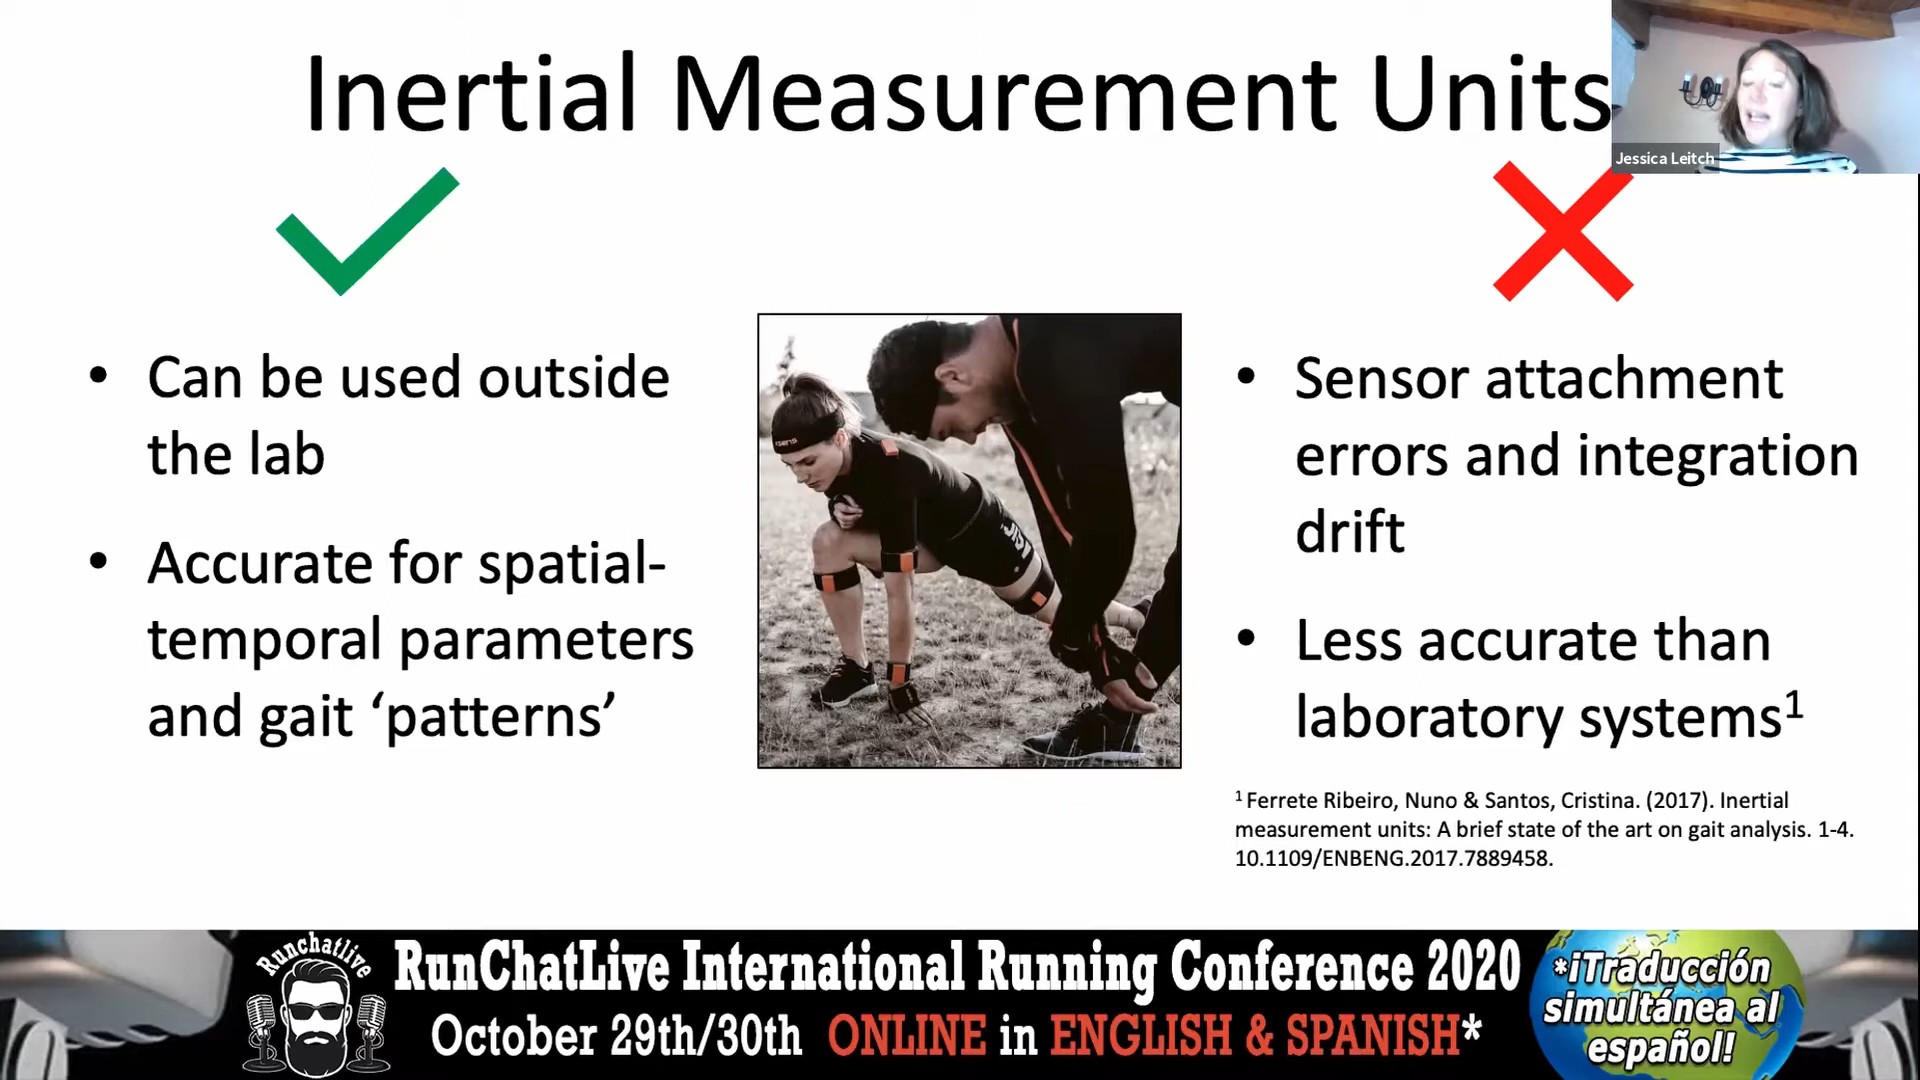 Inertial Measurement Units
Jessica Leitch
• Can be used outside
the lab
• Accurate for spatial-
temporal parameters
and gait ‘patterns’
• Sensor attachment
errors and integration
drift
• Less accurate than
laboratory systems¹
¹ Ferrete Ribeiro, Nuno & Santos, Cristina. (2017). Inertial
measurement units: A brief state of the art on gait analysis. 1-4.
10.1109/ENBENG.2017.7889458.
Runchatlive
RunChatLive International Running Conference 2020
October 29th/30th ONLINE in ENGLISH & SPANISH*
*¡Traducción
simultánea al
español!